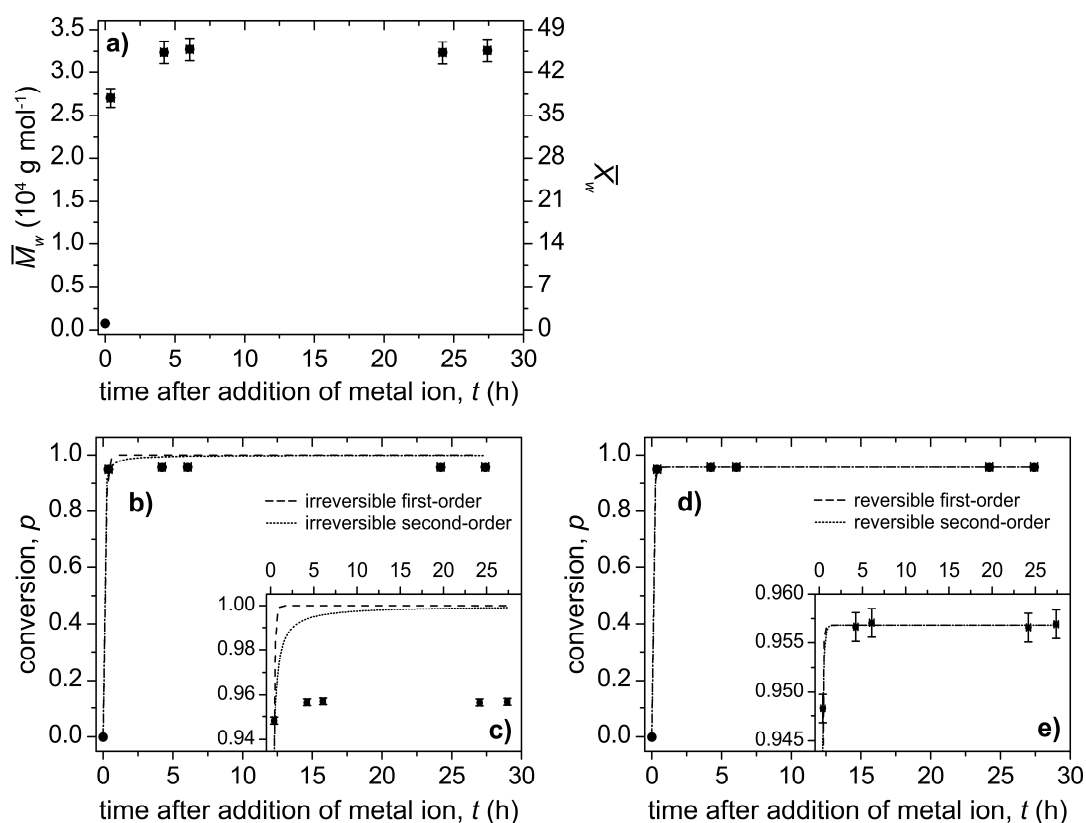 a)
3.5
3.0
2.5
2.0
1.5
1.0
0.5
0.0
M̅w (10⁴ g mol⁻¹)
49
42
35
28
21
14
7
0
X̅w
0 5 10 15 20 25 30
time after addition of metal ion, t (h)
b)
1.0
0.8
0.6
0.4
0.2
0.0
conversion, p
irreversible first-order
irreversible second-order
0 5 10 15 20 25
1.00
0.98
0.96
0.94
c)
0 5 10 15 20 25 30
time after addition of metal ion, t (h)
d)
1.0
0.8
0.6
0.4
0.2
0.0
conversion, p
reversible first-order
reversible second-order
0 5 10 15 20 25
0.960
0.955
0.950
0.945
e)
0 5 10 15 20 25 30
time after addition of metal ion, t (h)